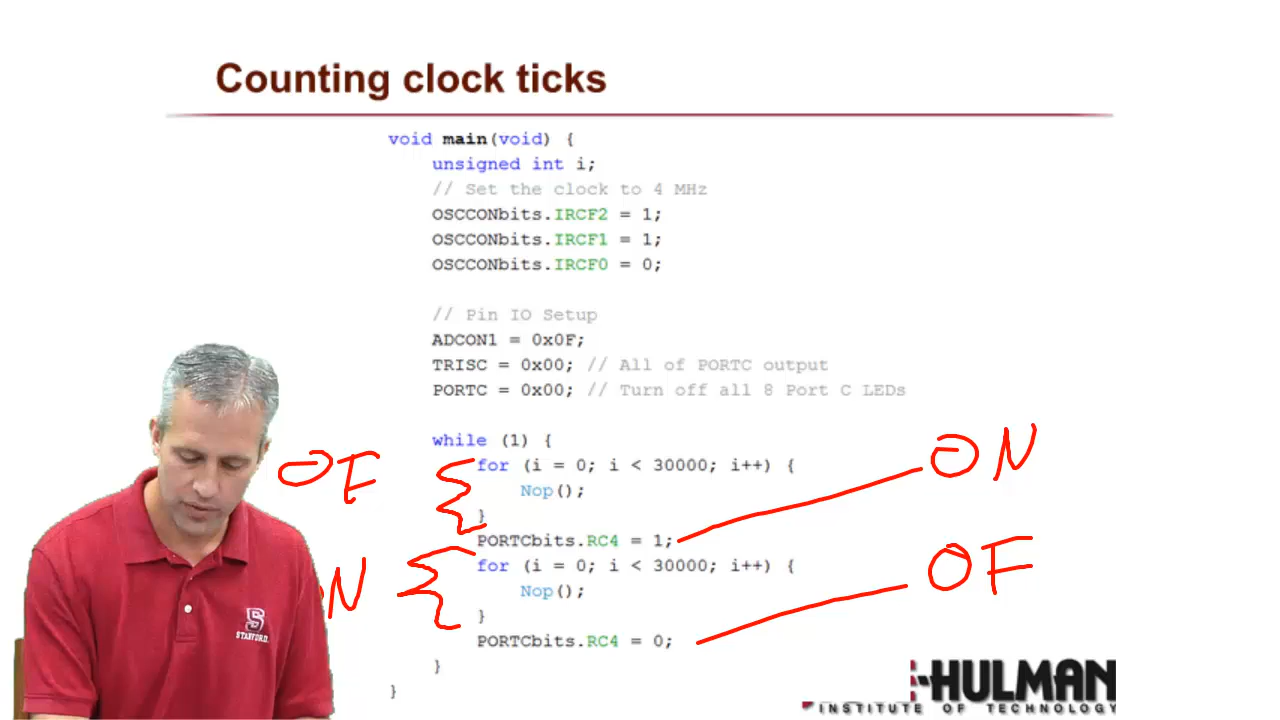 Counting clock ticks
void main(void) {
unsigned int i;
// Set the clock to 4 MHz
OSCCONbits.IRCF2 = 1;
OSCCONbits.IRCF1 = 1;
OSCCONbits.IRCF0 = 0;
// Pin IO Setup
ADCON1 = 0x0F;
TRISC = 0x00; // All of PORTC output
PORTC = 0x00; // Turn off all 8 Port C LEDs
while (1) {
OF for (i = 0; i < 30000; i++) { ON
Nop();
}
PORTCbits.RC4 = 1;
for (i = 0; i < 30000; i++) { OF
N Nop();
}
PORTCbits.RC4 = 0;
}
}
S
STANFORD
-HULMAN
INSTITUTE OF TECHNOLOGY